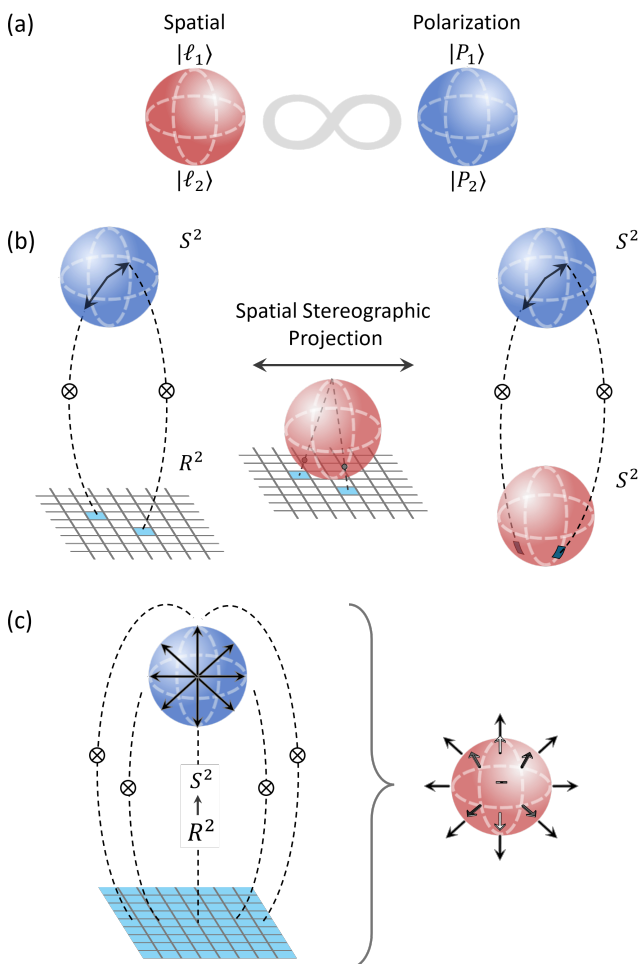 (a)
Spatial
Polarization
|ℓ₁⟩
|P₁⟩
|ℓ₂⟩
|P₂⟩
(b)
S²
S²
Spatial Stereographic
Projection
R²
S²
(c)
S²
R²